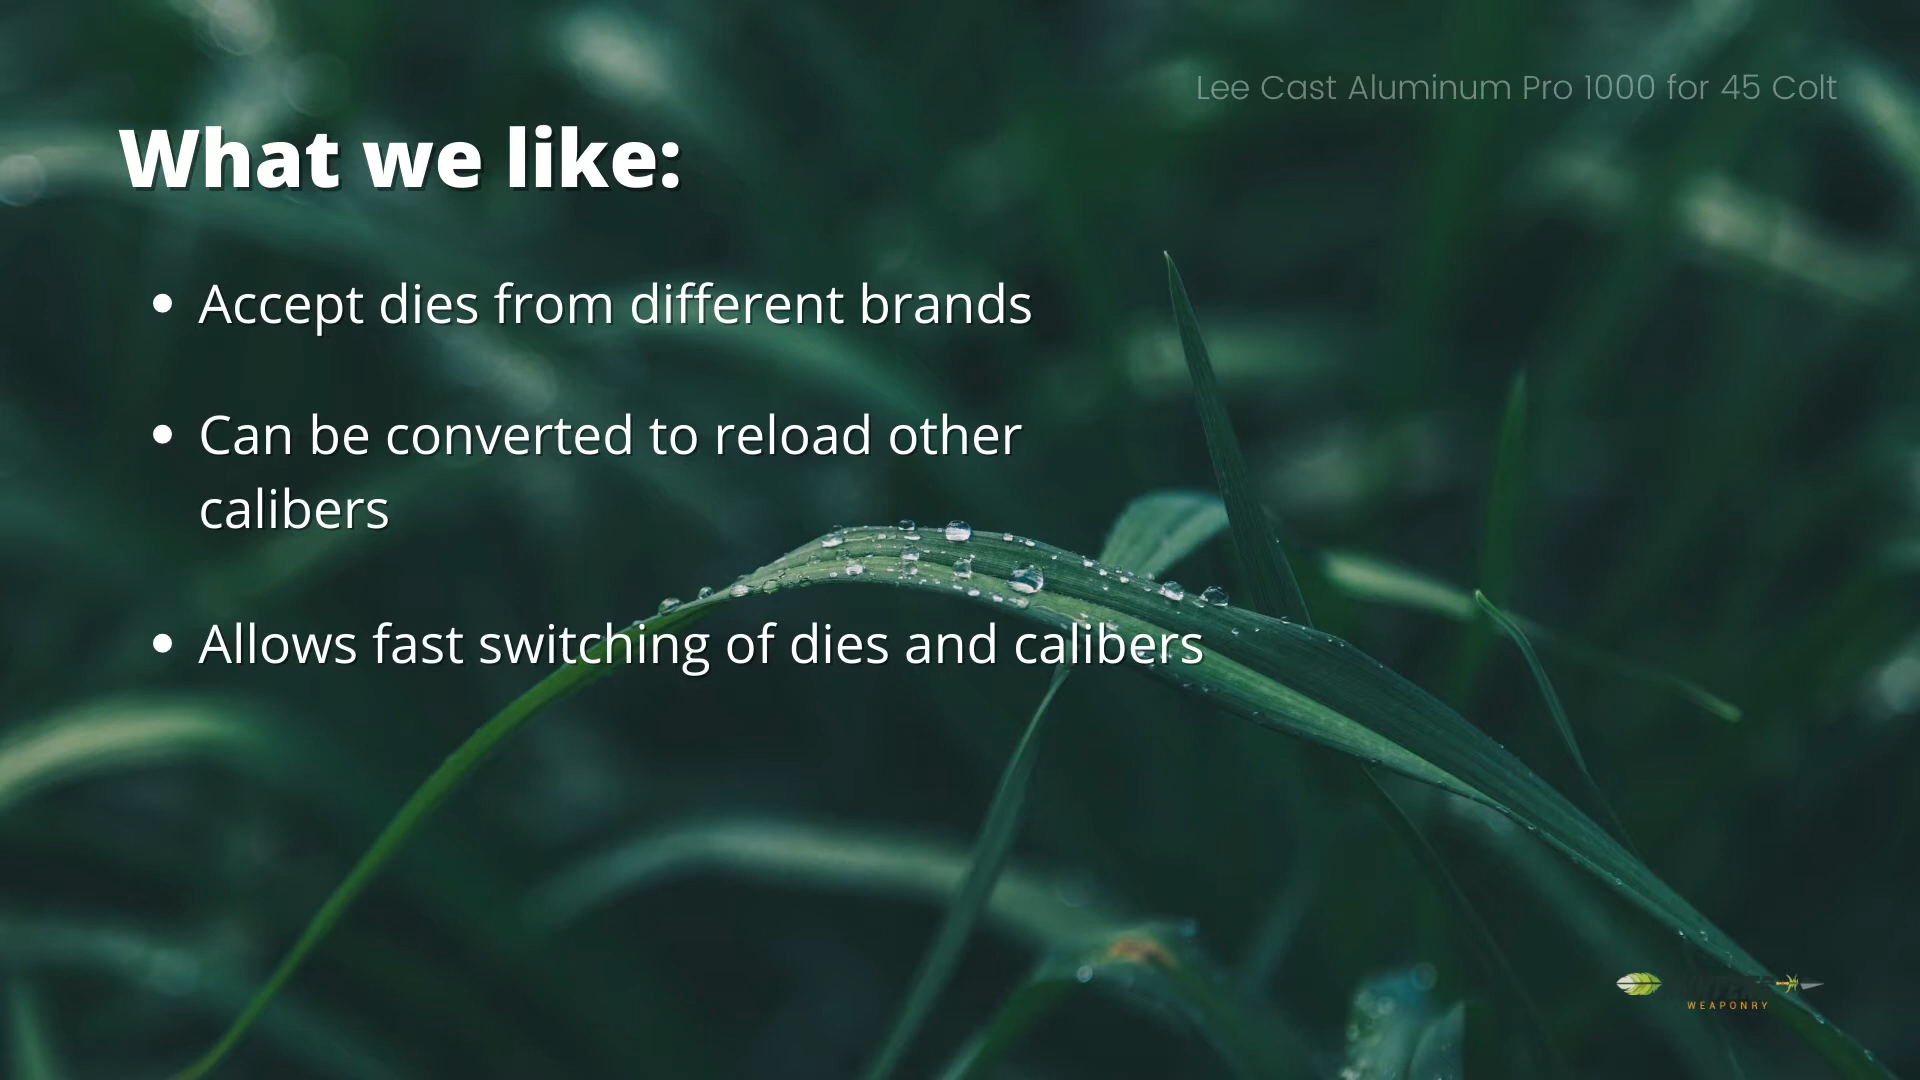 Lee Cast Aluminum Pro 1000 for 45 Colt
What we like:
Accept dies from different brands
Can be converted to reload other
calibers
Allows fast switching of dies and calibers
WEAPONRY